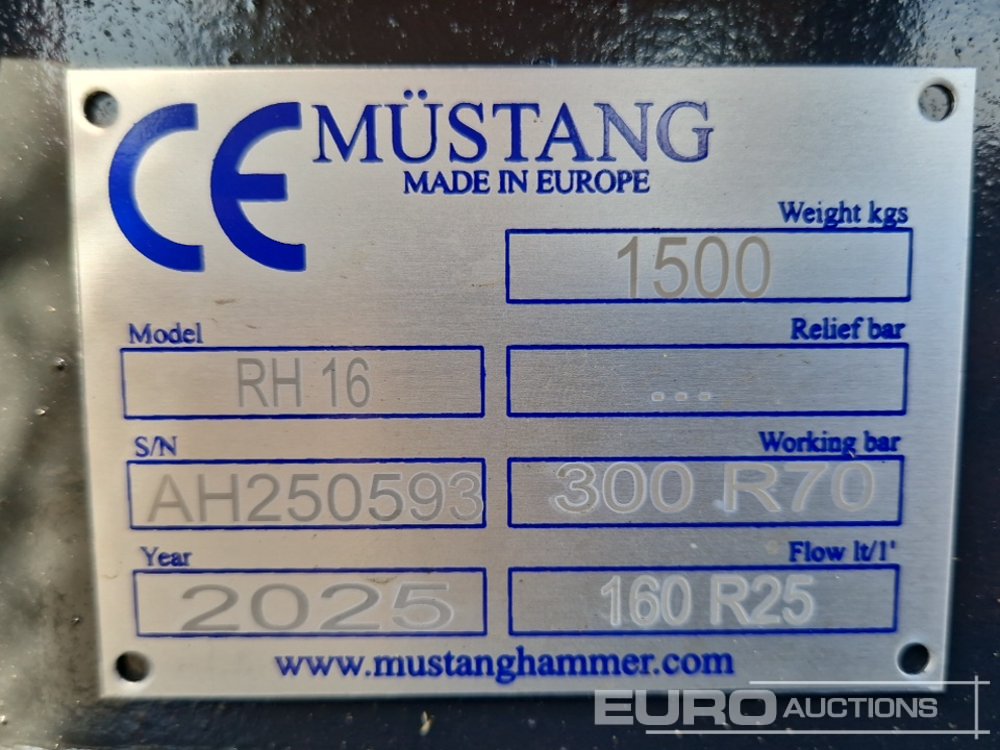 CE MÜSTANG
MADE IN EUROPE
Weight kgs
1500
Model
RH 16
Relief bar
...
S/N
AH250593
Working bar
300 R70
Year
2025
Flow lt/1'
160 R25
www.mustanghammer.com
EURO AUCTIONS